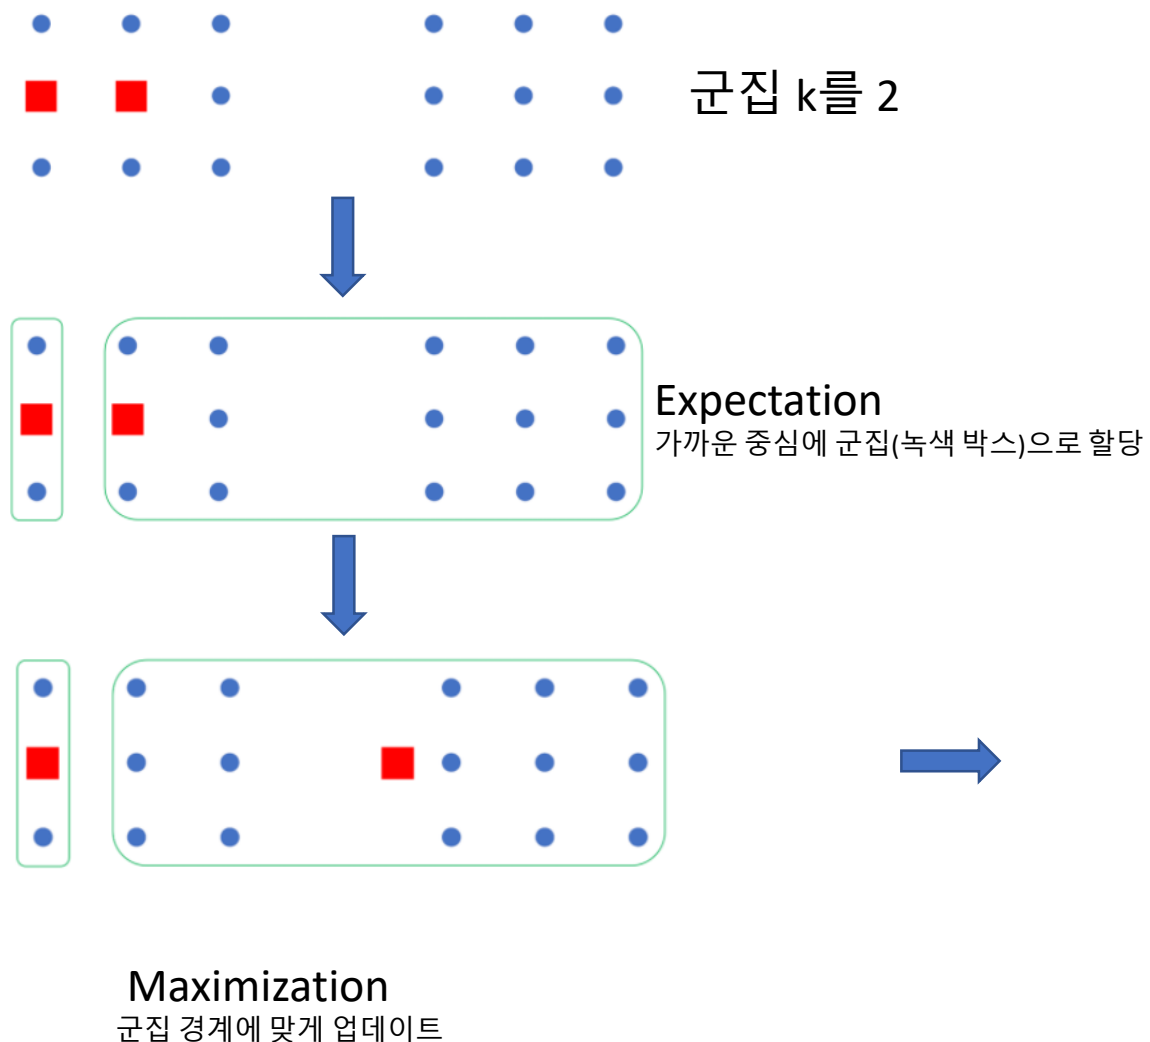 군집 k를 2
Expectation
가까운 중심에 군집(녹색 박스)으로 할당
Maximization
군집 경계에 맞게 업데이트